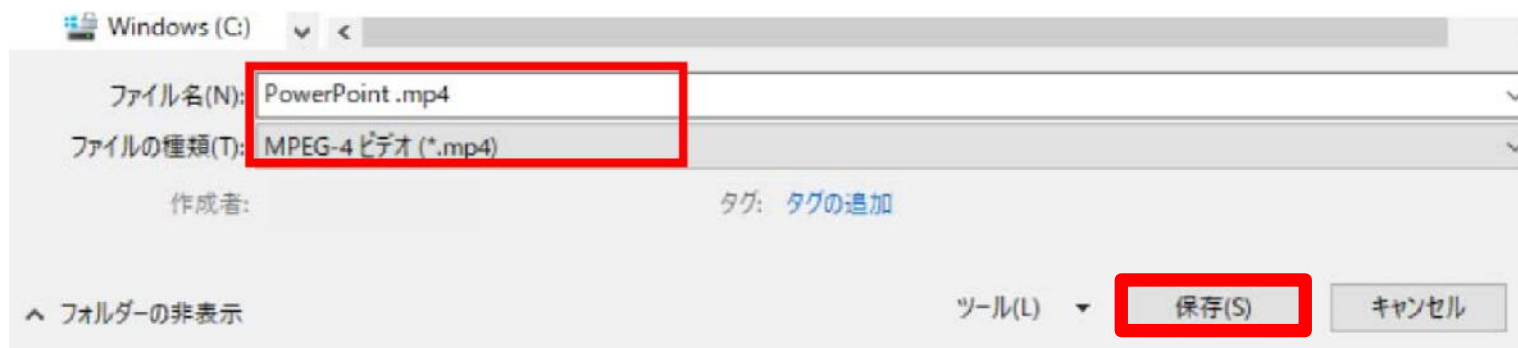 Windows (C:)
ファイル名(N): PowerPoint .mp4
ファイルの種類(T): MPEG-4 ビデオ (*.mp4)
作成者: タグ: タグの追加
フォルダーの非表示 ツール(L) 保存(S) キャンセル